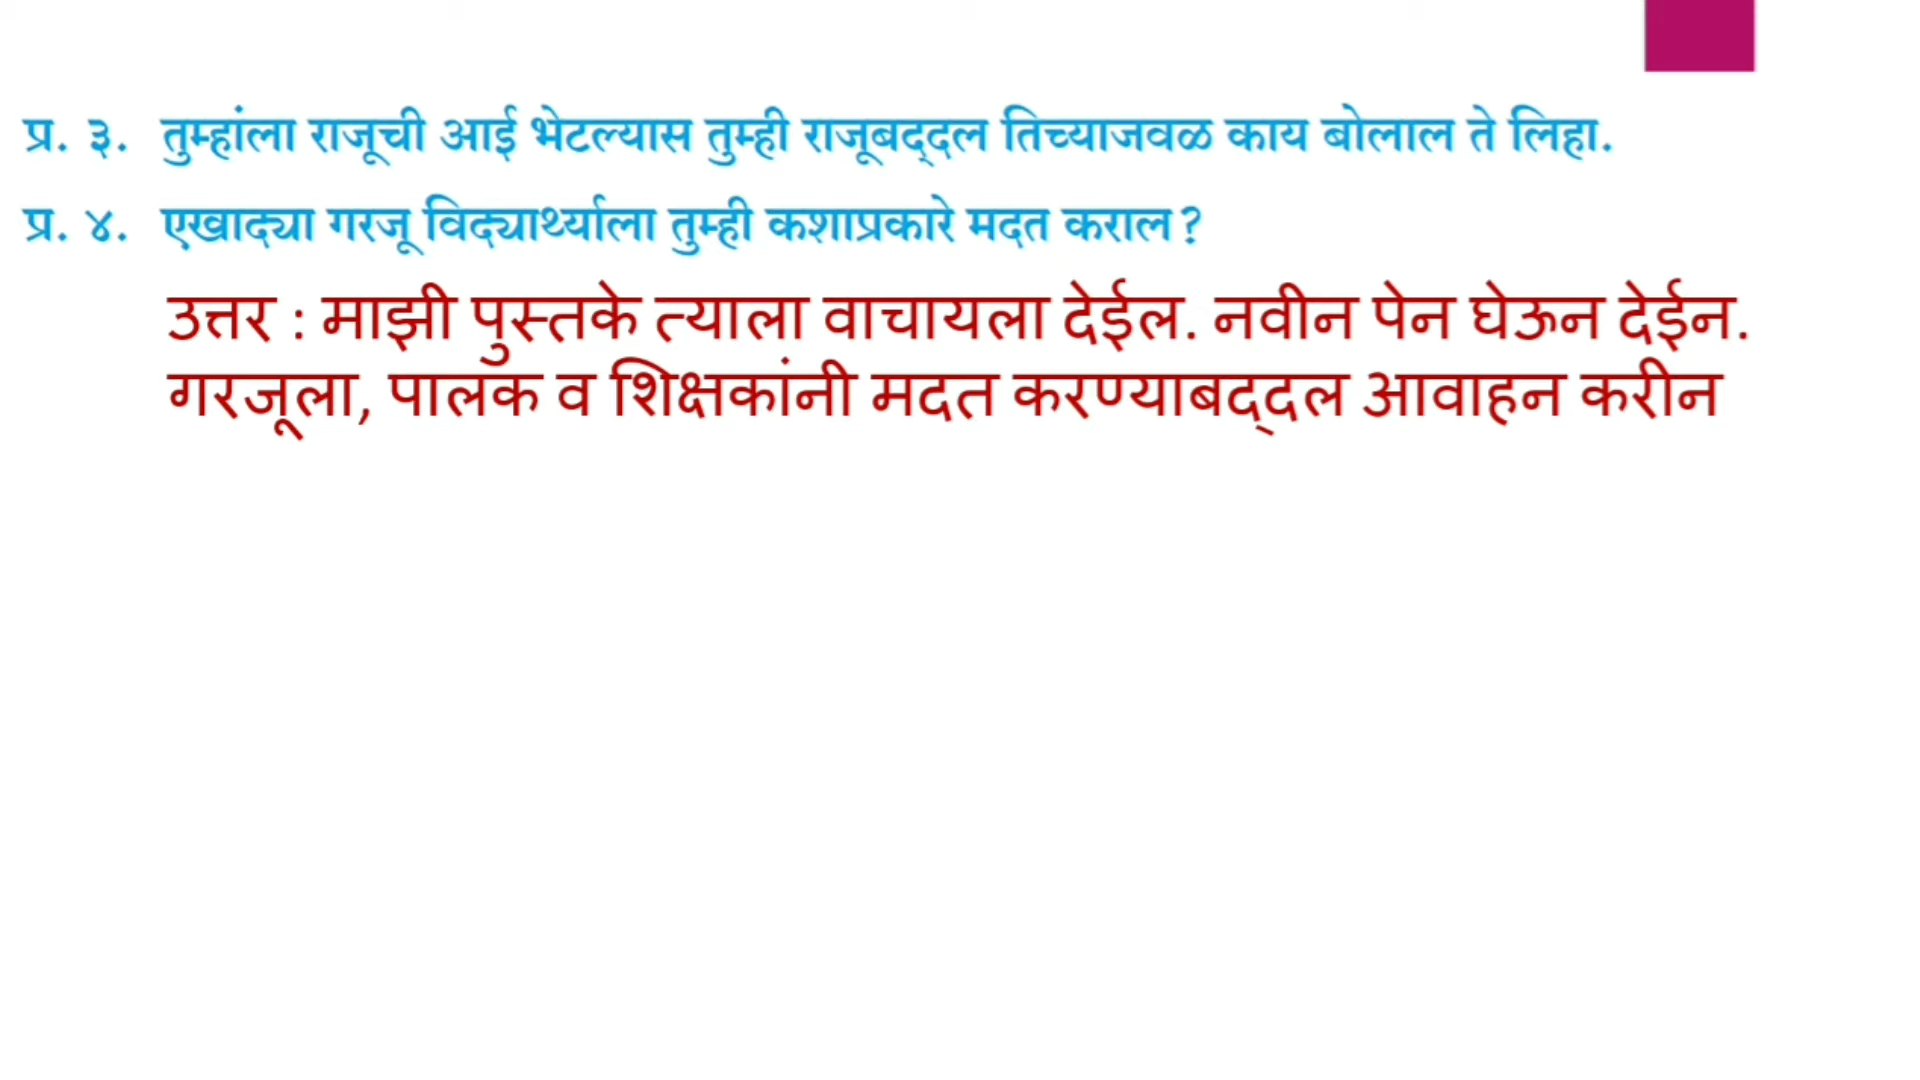 प्र. ३. तुम्हांला राजूची आई भेटल्यास तुम्ही राजूबद्‌दल तिच्याजवळ काय बोलाल ते लिहा.
प्र. ४. एखाद्या गरजू विद्यार्थ्याला तुम्ही कशाप्रकारे मदत कराल?
उत्तर : माझी पुस्तके त्याला वाचायला देईल. नवीन पेन घेऊन देईन.
गरजूला, पालक व शिक्षकांनी मदत करण्याबद्‌दल आवाहन करीन